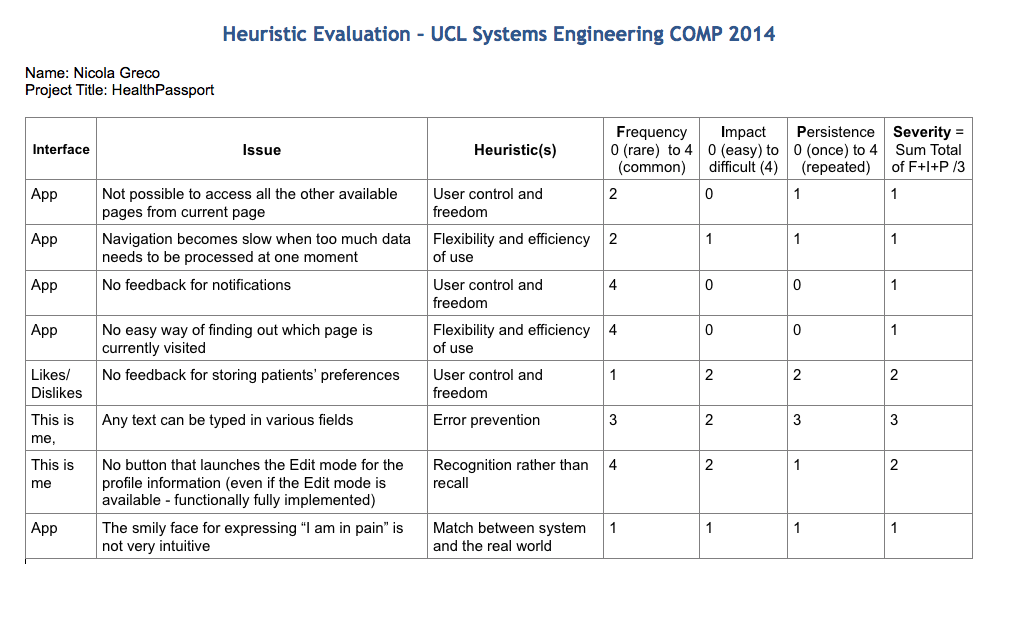 Heuristic Evaluation - UCL Systems Engineering COMP 2014
Name: Nicola Greco
Project Title: HealthPassport
Interface
Issue
Heuristic(s)
Frequency
0 (rare) to 4
(common)
Impact
0 (easy) to
difficult (4)
Persistence
0 (once) to 4
(repeated)
Severity =
Sum Total
of F+I+P /3
App
Not possible to access all the other available
pages from current page
User control and
freedom
2
0
1
1
App
Navigation becomes slow when too much data
needs to be processed at one moment
Flexibility and efficiency
of use
2
1
1
1
App
No feedback for notifications
User control and
freedom
4
0
0
1
App
No easy way of finding out which page is
currently visited
Flexibility and efficiency
of use
4
0
0
1
Likes/
Dislikes
No feedback for storing patients’ preferences
User control and
freedom
1
2
2
2
This is
me,
Any text can be typed in various fields
Error prevention
3
2
3
3
This is
me
No button that launches the Edit mode for the
profile information (even if the Edit mode is
available - functionally fully implemented)
Recognition rather than
recall
4
2
1
2
App
The smily face for expressing “I am in pain” is
not very intuitive
Match between system
and the real world
1
1
1
1